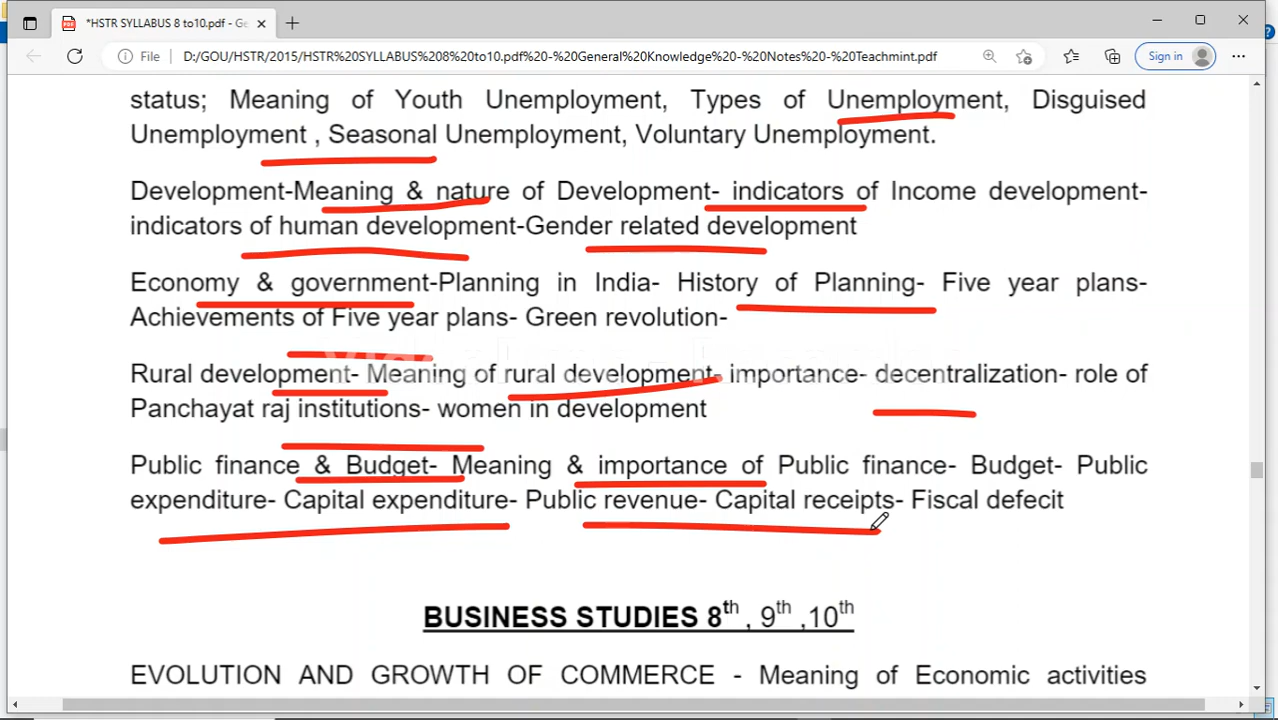 *HSTR SYLLABUS 8 to10.pdf - Ge
File D:/GOU/HSTR/2015/HSTR%20SYLLABUS%208%20to10.pdf%20-%20General%20Knowledge%20-%20Notes%20-%20Teachmint.pdf Sign in
status; Meaning of Youth Unemployment, Types of Unemployment, Disguised
Unemployment , Seasonal Unemployment, Voluntary Unemployment.
Development-Meaning & nature of Development- indicators of Income development-
indicators of human development-Gender related development
Economy & government-Planning in India- History of Planning- Five year plans-
Achievements of Five year plans- Green revolution-
Rural development- Meaning of rural development- importance- decentralization- role of
Panchayat raj institutions- women in development
Public finance & Budget- Meaning & importance of Public finance- Budget- Public
expenditure- Capital expenditure- Public revenue- Capital receipts- Fiscal defecit
BUSINESS STUDIES 8th , 9th ,10th
EVOLUTION AND GROWTH OF COMMERCE - Meaning of Economic activities